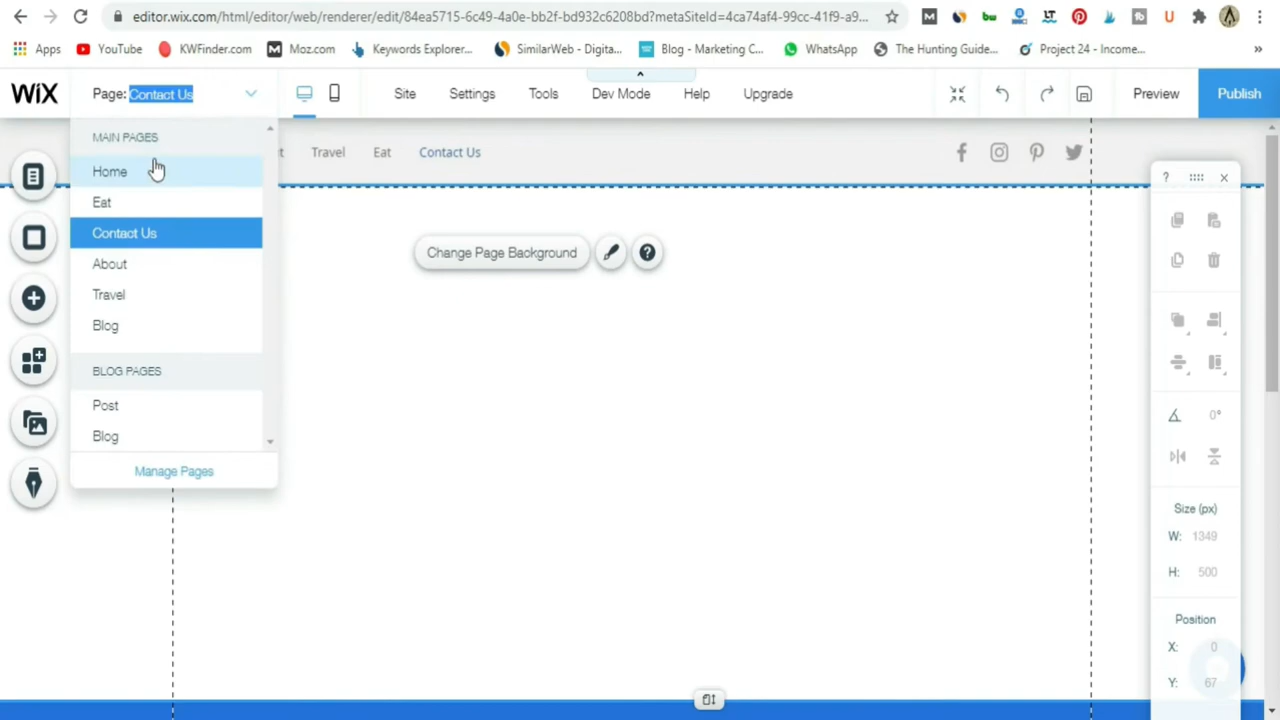 editor.wix.com/html/editor/web/renderer/edit/84ea5715-6c49-4a0e-bb2f-bd932c6208bd?metaSiteId=4ca74af4-99cc-41f9-a9...
Apps YouTube KWFinder.com Moz.com Keywords Explorer... SimilarWeb - Digita... Blog - Marketing C... WhatsApp The Hunting Guide... Project 24 - Income... »
WiX Page: Contact Us Site Settings Tools Dev Mode Help Upgrade Preview Publish
MAIN PAGES
t Travel Eat Contact Us
Home
Eat
Contact Us
About
Travel
Blog
BLOG PAGES
Post
Blog
Manage Pages
Change Page Background ?
? ×
0°
Size (px)
W: 1349
H: 500
Position
X: 0
Y: 67